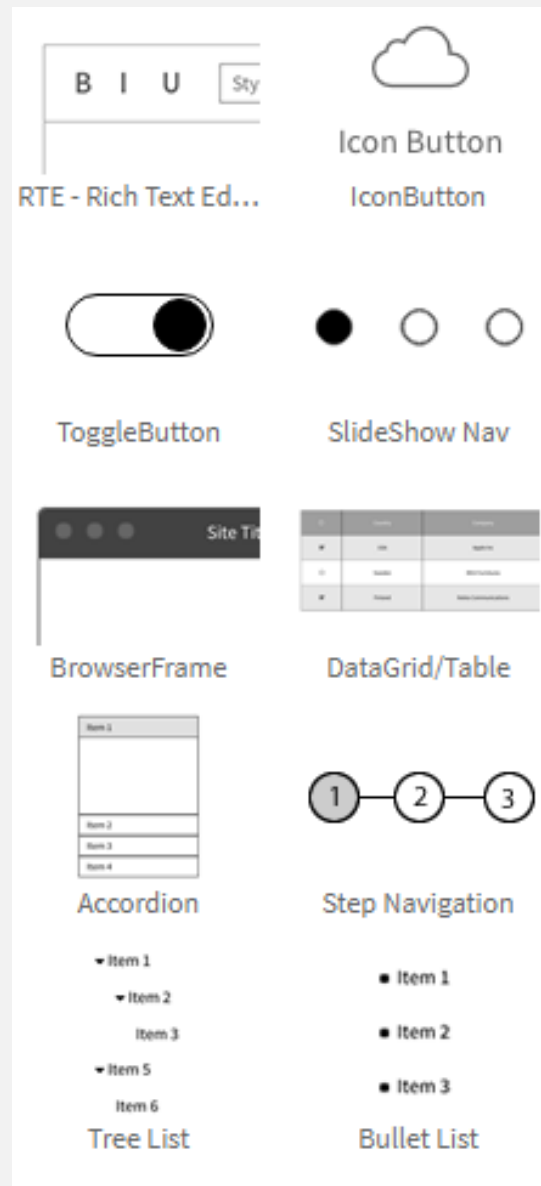 B I U Sty
Icon Button
RTE - Rich Text Ed...
IconButton
ToggleButton
SlideShow Nav
Site Tit
BrowserFrame
DataGrid/Table
Item 1
Item 2
Item 3
Item 4
1 2 3
Accordion
Step Navigation
Item 1
Item 2
Item 3
Item 5
Item 6
Tree List
Item 1
Item 2
Item 3
Bullet List